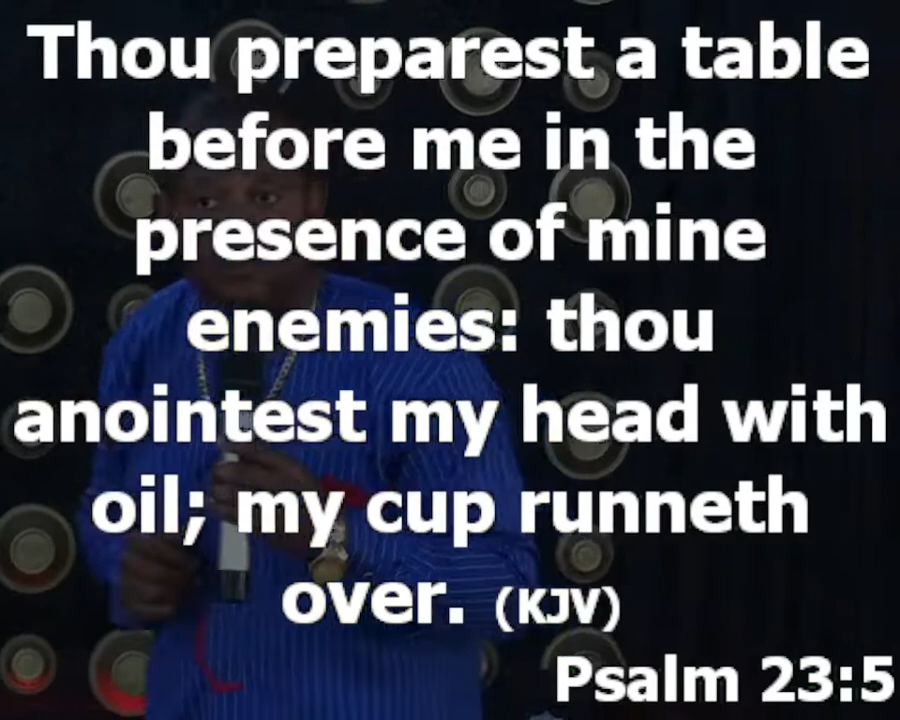 Thou preparest a table
before me in the
presence of mine
enemies: thou
anointest my head with
oil; my cup runneth
over. (KJV)
Psalm 23:5